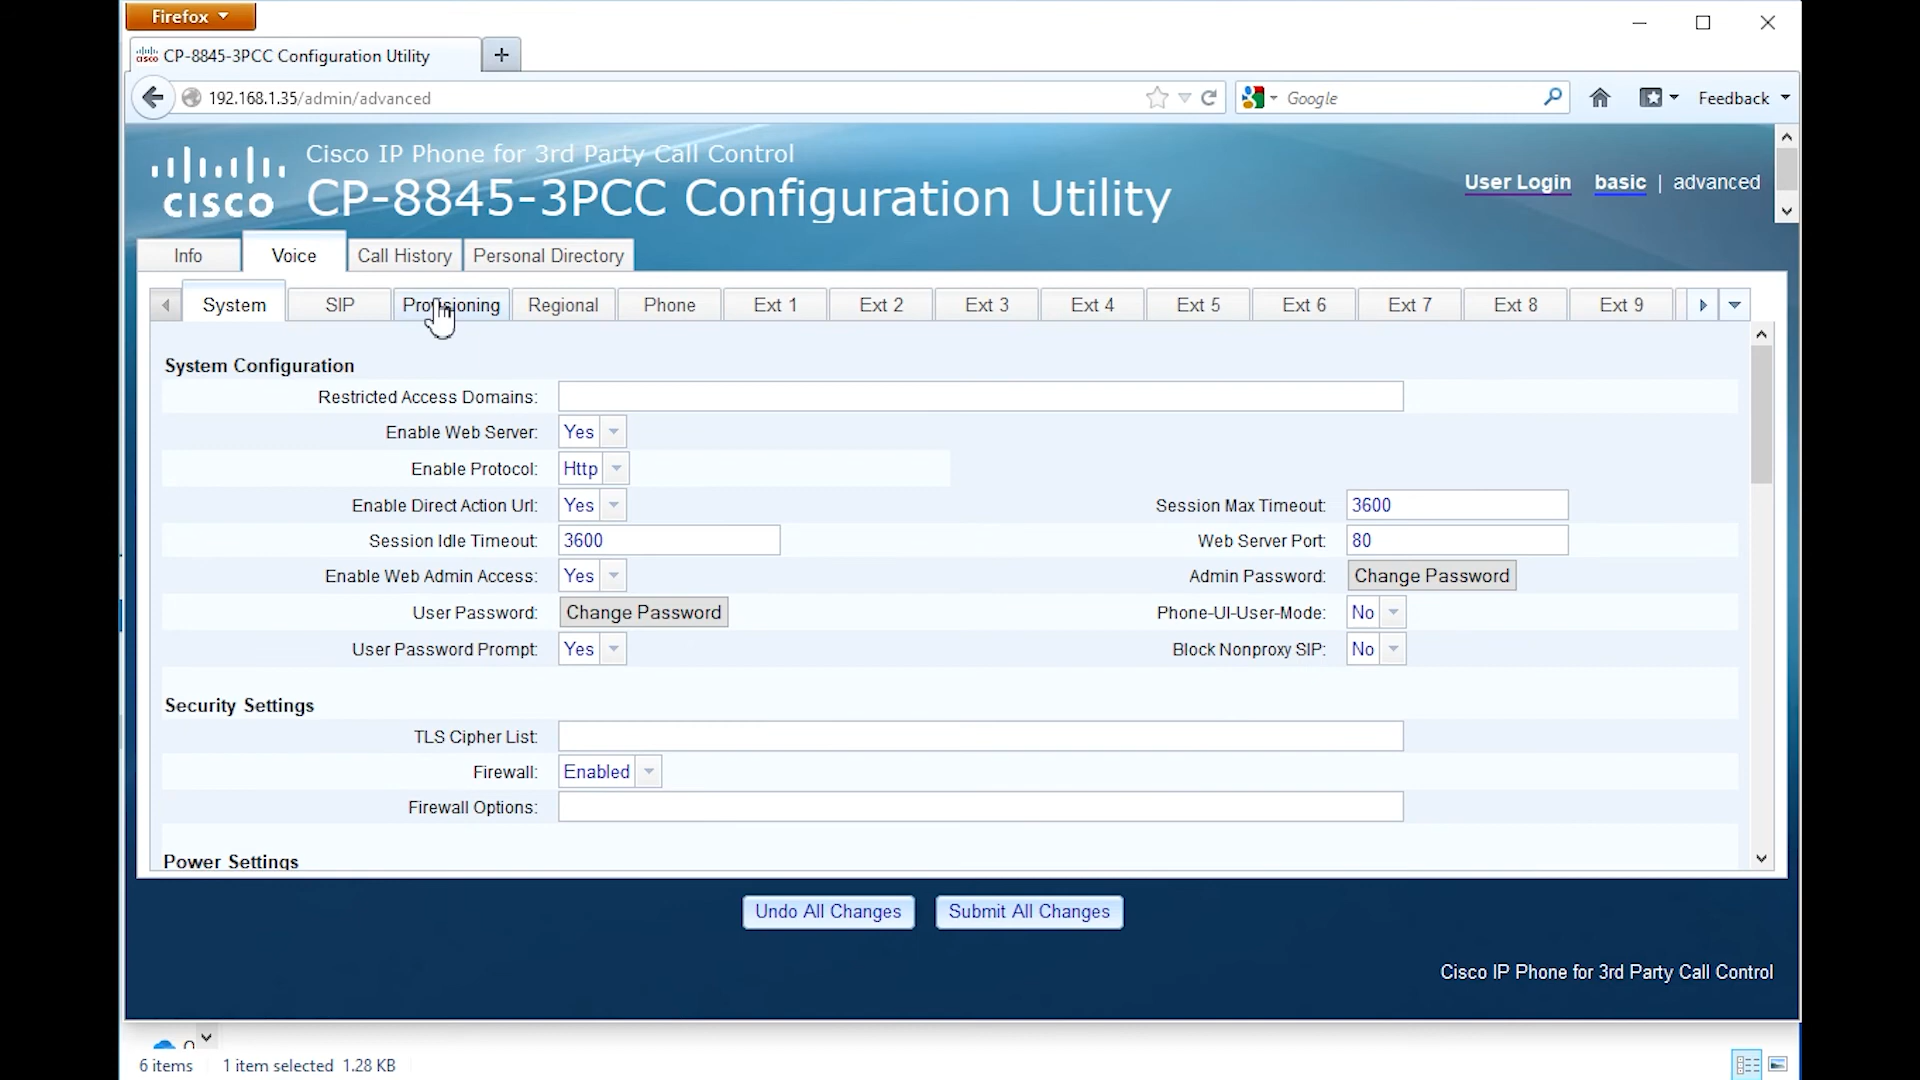 Firefox
CP-8845-3PCC Configuration Utility
192.168.1.35/admin/advanced
Google
Feedback
Cisco IP Phone for 3rd Party Call Control
CISCO
CP-8845-3PCC Configuration Utility
User Login basic | advanced
Info Voice Call History Personal Directory
System SIP Provisioning Regional Phone Ext 1 Ext 2 Ext 3 Ext 4 Ext 5 Ext 6 Ext 7 Ext 8 Ext 9
System Configuration
Restricted Access Domains:
Enable Web Server: Yes
Enable Protocol: Http
Enable Direct Action Url: Yes Session Max Timeout: 3600
Session Idle Timeout: 3600 Web Server Port: 80
Enable Web Admin Access: Yes Admin Password: Change Password
User Password: Change Password Phone-UI-User-Mode: No
User Password Prompt: Yes Block Nonproxy SIP: No
Security Settings
TLS Cipher List:
Firewall: Enabled
Firewall Options:
Power Settings
Undo All Changes Submit All Changes
Cisco IP Phone for 3rd Party Call Control
6 items 1 item selected 1.28 KB